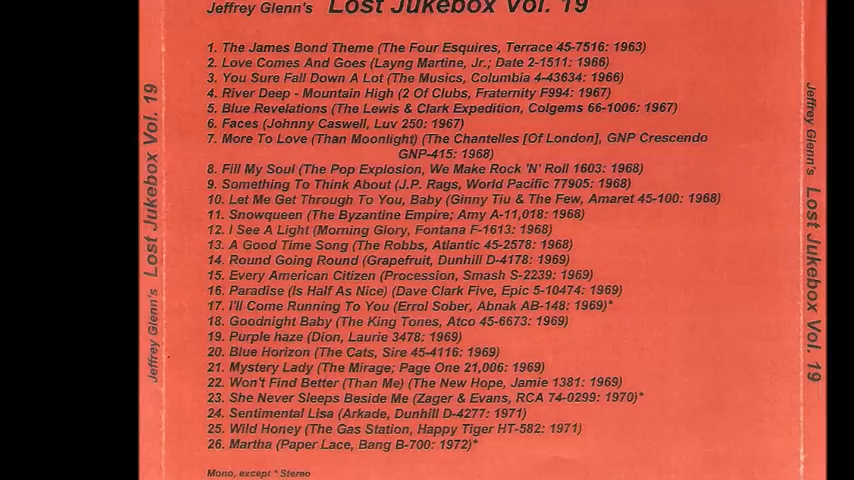 Jeffrey Glenn's Lost Jukebox Vol. 19
1. The James Bond Theme (The Four Esquires, Terrace 45-7516: 1963)
2. Love Comes And Goes (Layng Martine, Jr.; Date 2-1511: 1966)
3. You Sure Fall Down A Lot (The Musics, Columbia 4-43634: 1966)
4. River Deep - Mountain High (2 Of Clubs, Fraternity F994: 1967)
5. Blue Revelations (The Lewis & Clark Expedition, Colgems 66-1006: 1967)
6. Faces (Johnny Caswell, Luv 250: 1967)
7. More To Love (Than Moonlight) (The Chantelles [Of London], GNP Crescendo
GNP-415: 1968)
8. Fill My Soul (The Pop Explosion, We Make Rock 'N' Roll 1603: 1968)
9. Something To Think About (J.P. Rags, World Pacific 77905: 1968)
10. Let Me Get Through To You, Baby (Ginny Tiu & The Few, Amaret 45-100: 1968)
11. Snowqueen (The Byzantine Empire; Amy A-11,018: 1968)
12. I See A Light (Morning Glory, Fontana F-1613: 1968)
13. A Good Time Song (The Robbs, Atlantic 45-2578: 1968)
14. Round Going Round (Grapefruit, Dunhill D-4178: 1969)
15. Every American Citizen (Procession, Smash S-2239: 1969)
16. Paradise (Is Half As Nice) (Dave Clark Five, Epic 5-10474: 1969)
17. I'll Come Running To You (Errol Sober, Abnak AB-148: 1969)*
18. Goodnight Baby (The King Tones, Atco 45-6673: 1969)
19. Purple haze (Dion, Laurie 3478: 1969)
20. Blue Horizon (The Cats, Sire 45-4116: 1969)
21. Mystery Lady (The Mirage; Page One 21,006: 1969)
22. Won't Find Better (Than Me) (The New Hope, Jamie 1381: 1969)
23. She Never Sleeps Beside Me (Zager & Evans, RCA 74-0299: 1970)*
24. Sentimental Lisa (Arkade, Dunhill D-4277: 1971)
25. Wild Honey (The Gas Station, Happy Tiger HT-582: 1971)
26. Martha (Paper Lace, Bang B-700: 1972)*
Mono, except * Stereo
Jeffrey Glenn's Lost Jukebox Vol. 19
Jeffrey Glenn's Lost Jukebox Vol. 19